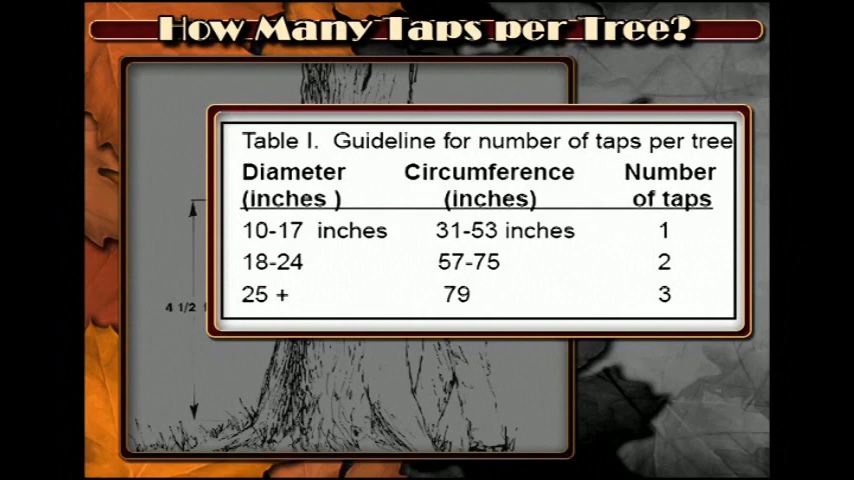 How Many Taps per Tree?
Table I. Guideline for number of taps per tree
Diameter Circumference Number
(inches ) (inches) of taps
10-17 inches 31-53 inches 1
18-24 57-75 2
25 + 79 3
4 1/2